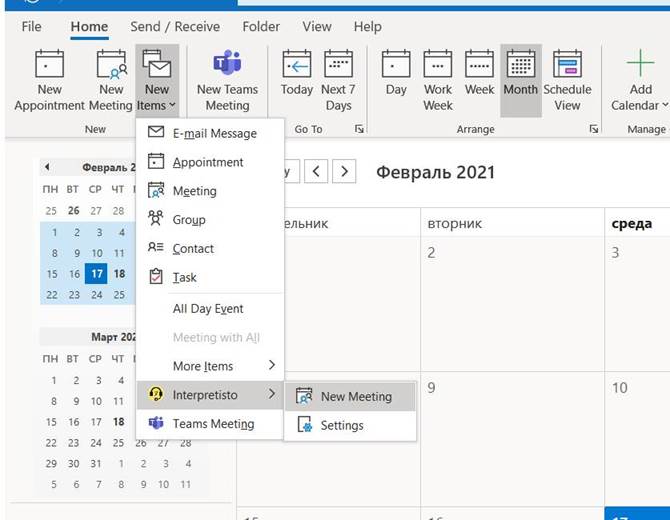 File Home Send / Receive Folder View Help
New Appointment
New Meeting
New Items
New Teams Meeting
Today
Next 7 Days
Day
Work Week
Week
Month
Schedule View
Add Calendar
New Go To Arrange Manage
E-mail Message
Appointment
Meeting
Group
Contact
Task
All Day Event
Meeting with All
More Items
Interpretisto
Teams Meeting
New Meeting
Settings
Февраль 2
ПН ВТ СР ЧТ
25 26 27 28
1 2 3 4
8 9 10 11
15 16 17 18
22 23 24 25
Март 202
ПН ВТ СР ЧТ
1 2 3 4
8 9 10 11
15 16 17 18
22 23 24 25 26 27 28
29 30 31 1 2 3 4
5 6 7 8 9 10 11
Февраль 2021
ельник вторник среда
2 3
9 10
15 16 17